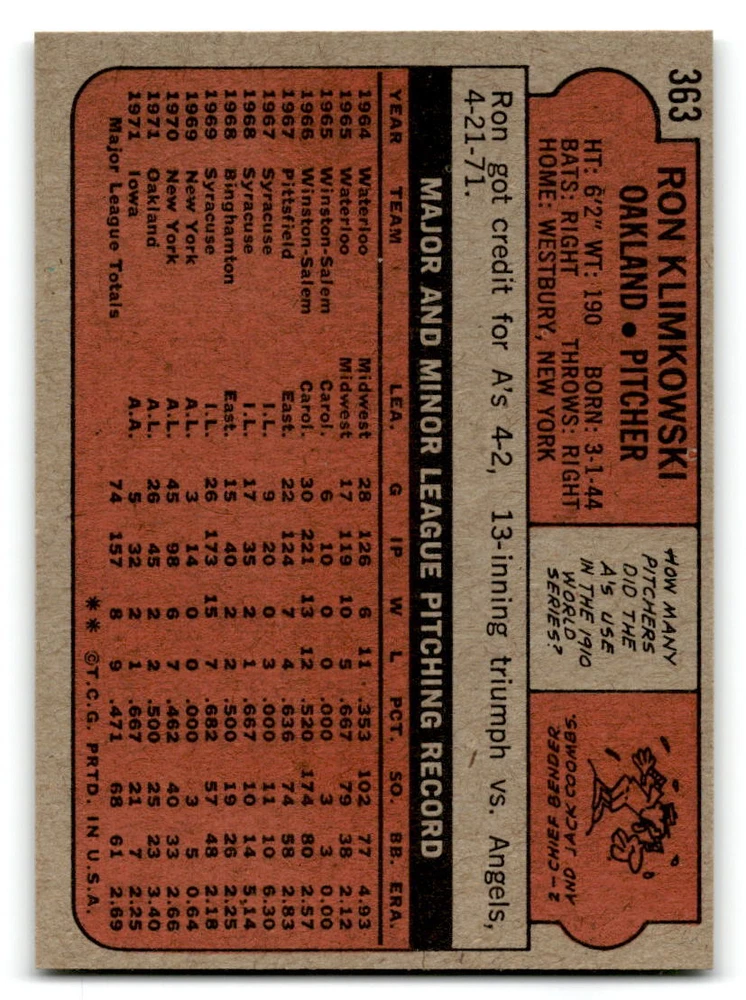 363
RON KLIMKOWSKI
OAKLAND • PITCHER
HT: 6'2" WT: 190 BORN: 3-1-44
BATS: RIGHT THROWS: RIGHT
HOME: WESTBURY, NEW YORK
HOW MANY
PITCHERS
DID THE
A'S USE
IN THE 1910
WORLD
SERIES?
2-CHIEF BENDER
AND JACK COOMBS.
Ron got credit for A's 4-2, 13-inning triumph vs. Angels,
4-21-71.
MAJOR AND MINOR LEAGUE PITCHING RECORD
YEAR TEAM LEA. G IP W L PCT. SO. BB. ERA.
1964 Waterloo Midwest 28 126 6 11 .353 102 77 4.93
1965 Waterloo Midwest 17 119 10 5 .667 79 38 2.12
1965 Winston-Salem Carol. 6 10 0 0 .000 3 3 0.00
1966 Winston-Salem Carol. 30 221 13 12 .520 174 80 2.57
1967 Pittsfield East. 22 124 7 4 .636 74 58 2.83
1967 Syracuse I.L. 9 20 0 3 .000 11 10 6.30
1968 Syracuse I.L. 17 35 2 1 .667 10 14 5.14
1968 Binghamton East. 15 40 2 2 .500 19 26 2.25
1969 Syracuse I.L. 26 173 15 7 .682 57 48 2.18
1969 New York A.L. 3 14 0 0 .000 3 5 0.64
1970 New York A.L. 45 98 6 7 .462 40 33 2.66
1971 Oakland A.L. 26 45 2 2 .500 25 23 3.40
1971 Iowa A.A. 5 32 2 1 .667 21 7 2.25
Major League Totals 74 157 8 9 .471 68 61 2.69
** ©T.C.G. PRTD. IN U.S.A.